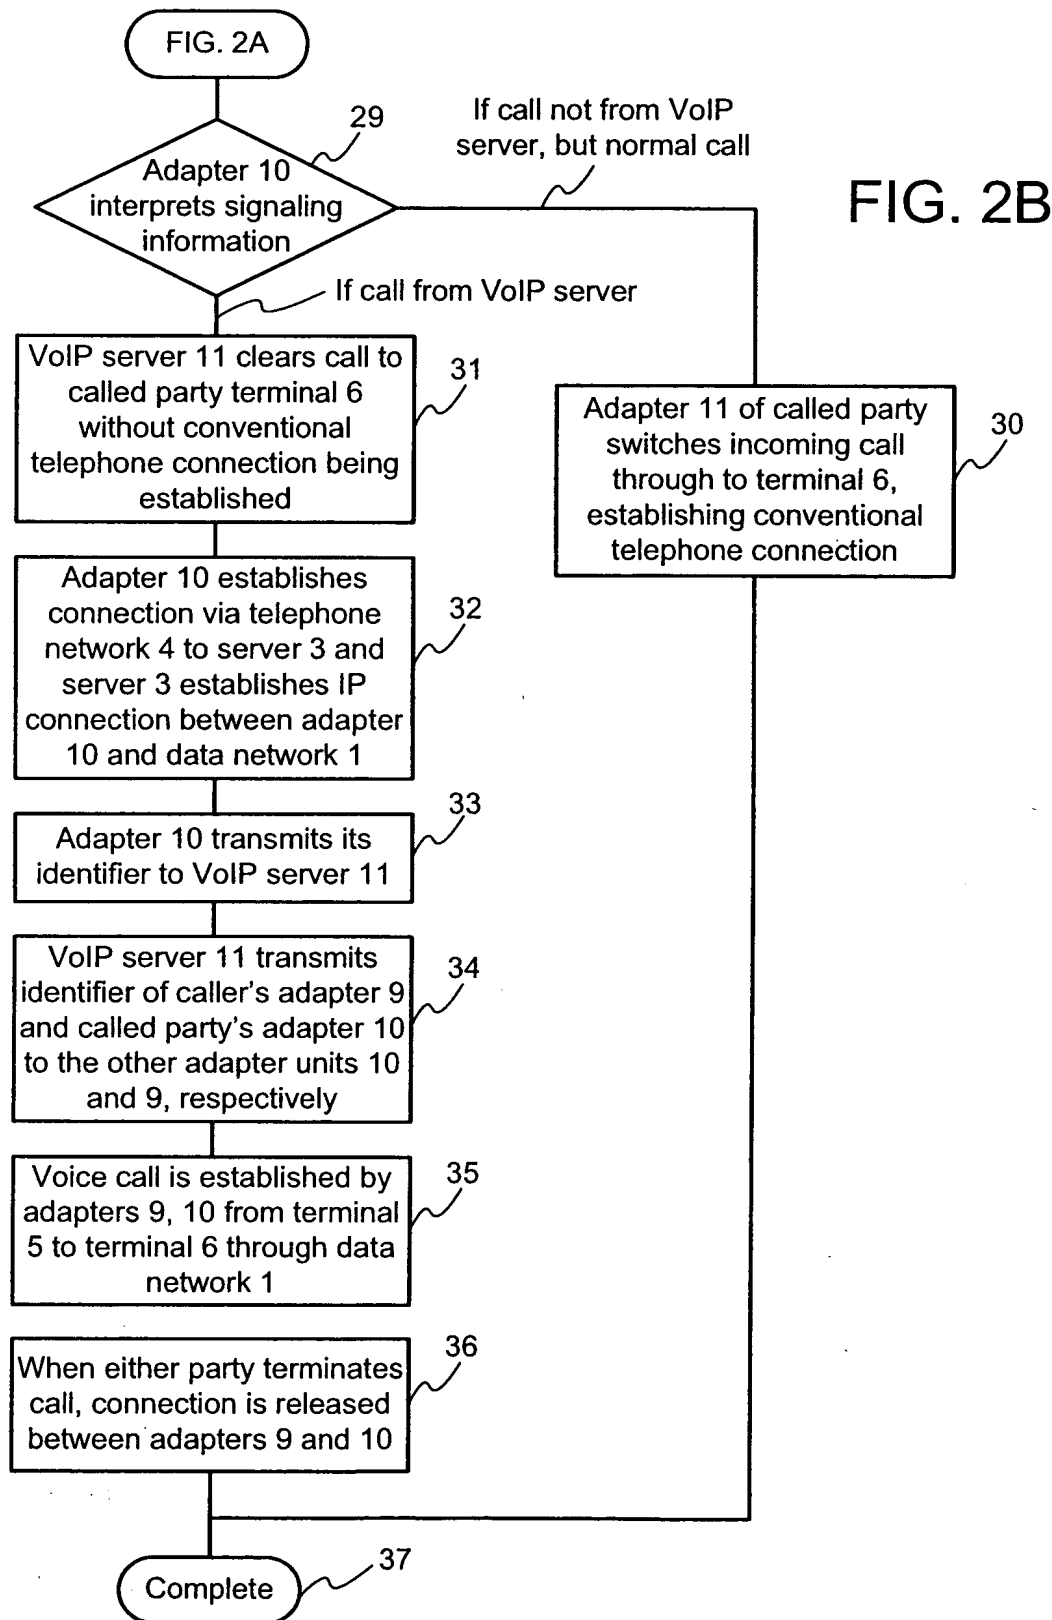 FIG. 2A
29
If call not from VoIP
server, but normal call
FIG. 2B
Adapter 10
interprets signaling
information
If call from VoIP server
VoIP server 11 clears call to
called party terminal 6
without conventional
telephone connection being
established
31
Adapter 11 of called party
switches incoming call
through to terminal 6,
establishing conventional
telephone connection
30
Adapter 10 establishes
connection via telephone
network 4 to server 3 and
server 3 establishes IP
connection between adapter
10 and data network 1
32
Adapter 10 transmits its
identifier to VoIP server 11
33
VoIP server 11 transmits
identifier of caller's adapter 9
and called party's adapter 10
to the other adapter units 10
and 9, respectively
34
Voice call is established by
adapters 9, 10 from terminal
5 to terminal 6 through data
network 1
35
When either party terminates
call, connection is released
between adapters 9 and 10
36
Complete
37